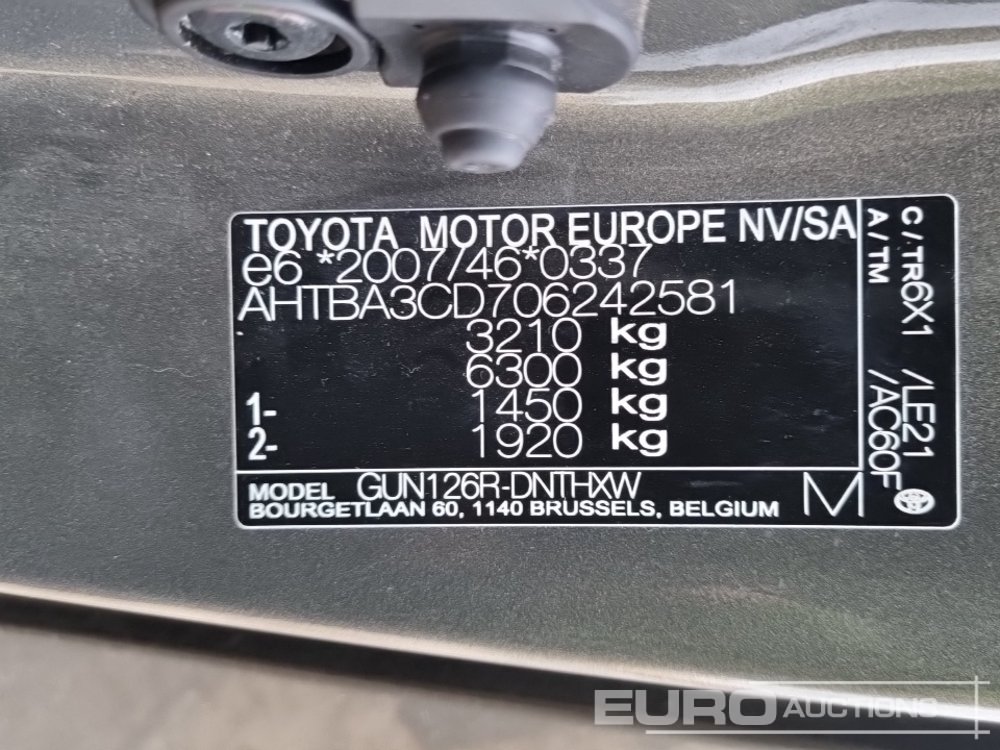 TOYOTA MOTOR EUROPE NV/SA
e6 *2007/46*0337
AHTBA3CD706242581
3210 kg
6300 kg
1- 1450 kg
2- 1920 kg
MODEL GUN126R-DNTHXW M
BOURGETLAAN 60, 1140 BRUSSELS, BELGIUM
C/TR6X1 /LE21
A/TM /AC60F
EURO AUCTIONS